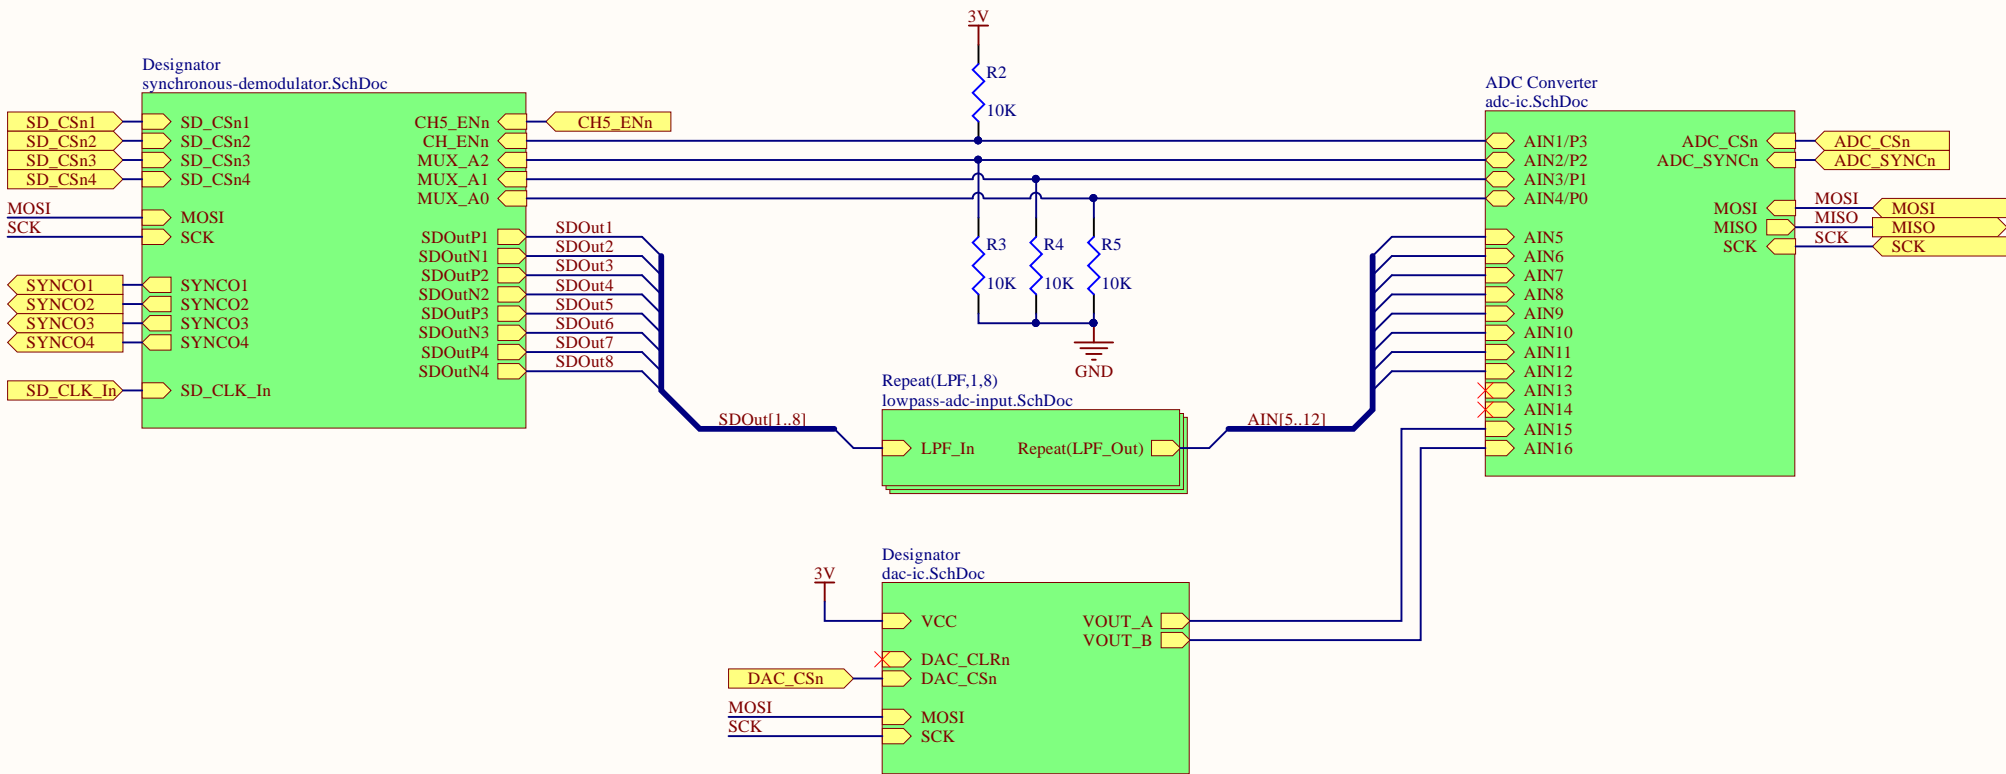 Designator
synchronous-demodulator.SchDoc
SD_CSn1
SD_CSn2
SD_CSn3
SD_CSn4
MOSI
SCK
SYNCO1
SYNCO2
SYNCO3
SYNCO4
SD_CLK_In
SD_CSn1
SD_CSn2
SD_CSn3
SD_CSn4
MOSI
SCK
SYNCO1
SYNCO2
SYNCO3
SYNCO4
SD_CLK_In
CH5_ENn
CH_ENn
MUX_A2
MUX_A1
MUX_A0
SDOutP1
SDOutN1
SDOutP2
SDOutN2
SDOutP3
SDOutN3
SDOutP4
SDOutN4
CH5_ENn
SDOut1
SDOut2
SDOut3
SDOut4
SDOut5
SDOut6
SDOut7
SDOut8
SDOut[1..8]
3V
R2
10K
R3
10K
R4
10K
R5
10K
GND
Repeat(LPF,1,8)
lowpass-adc-input.SchDoc
LPF_In
Repeat(LPF_Out)
AIN[5..12]
ADC Converter
adc-ic.SchDoc
AIN1/P3
AIN2/P2
AIN3/P1
AIN4/P0
AIN5
AIN6
AIN7
AIN8
AIN9
AIN10
AIN11
AIN12
AIN13
AIN14
AIN15
AIN16
ADC_CSn
ADC_SYNCn
MOSI
MISO
SCK
ADC_CSn
ADC_SYNCn
MOSI
MISO
SCK
MOSI
MISO
SCK
Designator
dac-ic.SchDoc
3V
VCC
DAC_CLRn
DAC_CSn
MOSI
SCK
DAC_CSn
MOSI
SCK
VOUT_A
VOUT_B